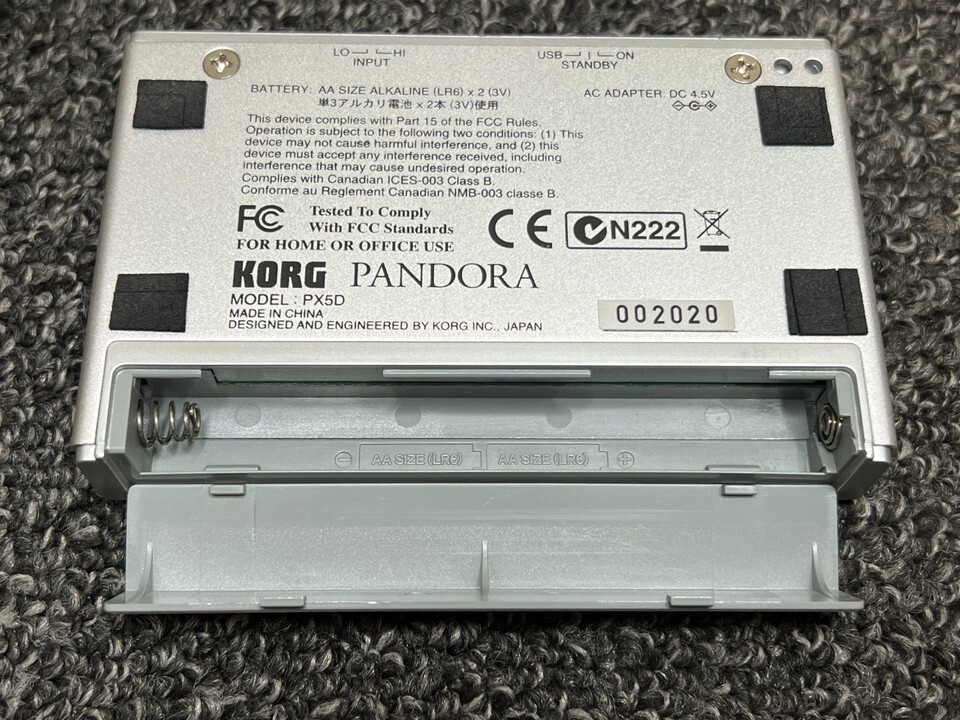 LO HI
INPUT
USB | ON
STANDBY
BATTERY: AA SIZE ALKALINE (LR6) x 2 (3V)
単3アルカリ電池 x 2本 (3V)使用
AC ADAPTER: DC 4.5V
This device complies with Part 15 of the FCC Rules.
Operation is subject to the following two conditions: (1) This
device may not cause harmful interference, and (2) this
device must accept any interference received, including
interference that may cause undesired operation.
Complies with Canadian ICES-003 Class B.
Conforme au Reglement Canadien NMB-003 classe B.
FC Tested To Comply
With FCC Standards
FOR HOME OR OFFICE USE
CE N222
KORG PANDORA
MODEL : PX5D
MADE IN CHINA
DESIGNED AND ENGINEERED BY KORG INC., JAPAN
002020
⊖ AA SIZE (LR6) AA SIZE (LR6) ⊕